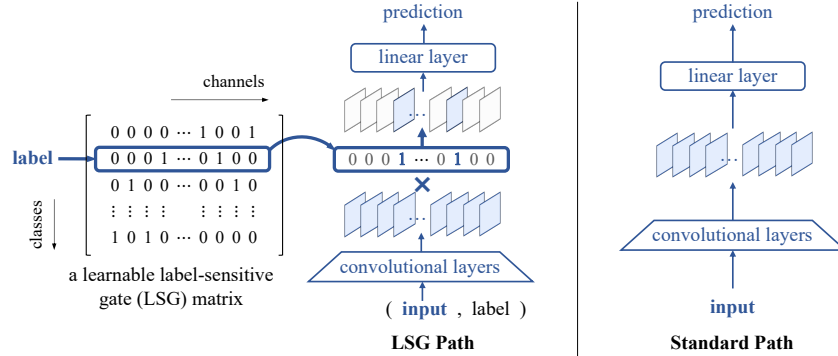 prediction
linear layer
channels
0 0 0 0 ⋯ 1 0 0 1
label
0 0 0 1 ⋯ 0 1 0 0
0 1 0 0 ⋯ 0 0 1 0
⋮ ⋮ ⋮ ⋮ ⋮ ⋮ ⋮ ⋮
1 0 1 0 ⋯ 0 0 0 0
classes
a learnable label-sensitive
gate (LSG) matrix
...
0 0 0 1 ⋯ 0 1 0 0
×
...
convolutional layers
( input , label )
LSG Path
prediction
linear layer
...
convolutional layers
input
Standard Path